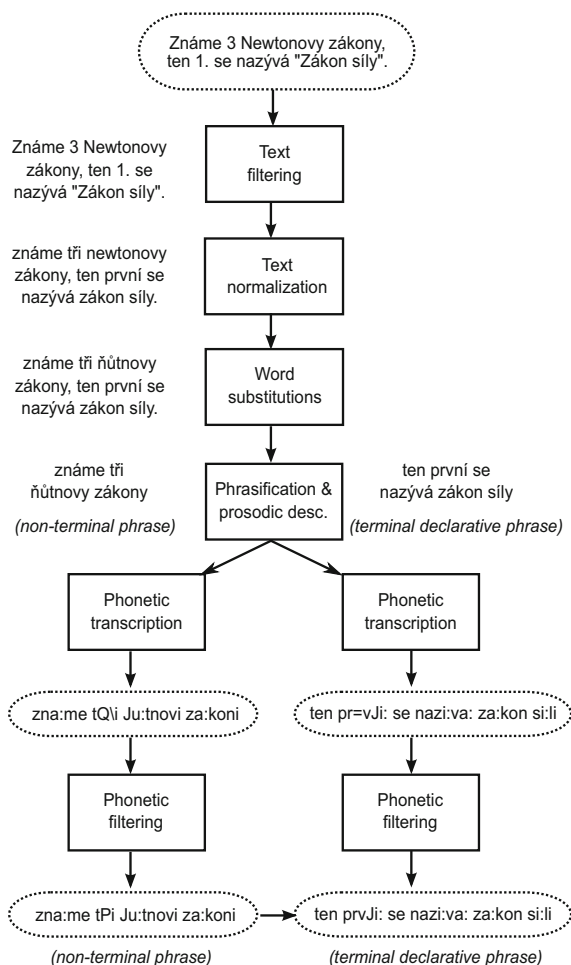 Známe 3 Newtonovy zákony,
ten 1. se nazývá "Zákon síly".
Známe 3 Newtonovy
zákony, ten 1. se
nazývá "Zákon síly".
Text
filtering
známe tři newtonovy
zákony, ten první se
nazývá zákon síly.
Text
normalization
známe tři ňůtnovy
zákony, ten první se
nazývá zákon síly.
Word
substitutions
známe tři
ňůtnovy zákony
(non-terminal phrase)
Phrasification &
prosodic desc.
ten první se
nazývá zákon síly
(terminal declarative phrase)
Phonetic
transcription
Phonetic
transcription
zna:me tQ\i Ju:tnovi za:koni
ten pr=vJi: se nazi:va: za:kon si:li
Phonetic
filtering
Phonetic
filtering
zna:me tPi Ju:tnovi za:koni
ten prvJi: se nazi:va: za:kon si:li
(non-terminal phrase)
(terminal declarative phrase)